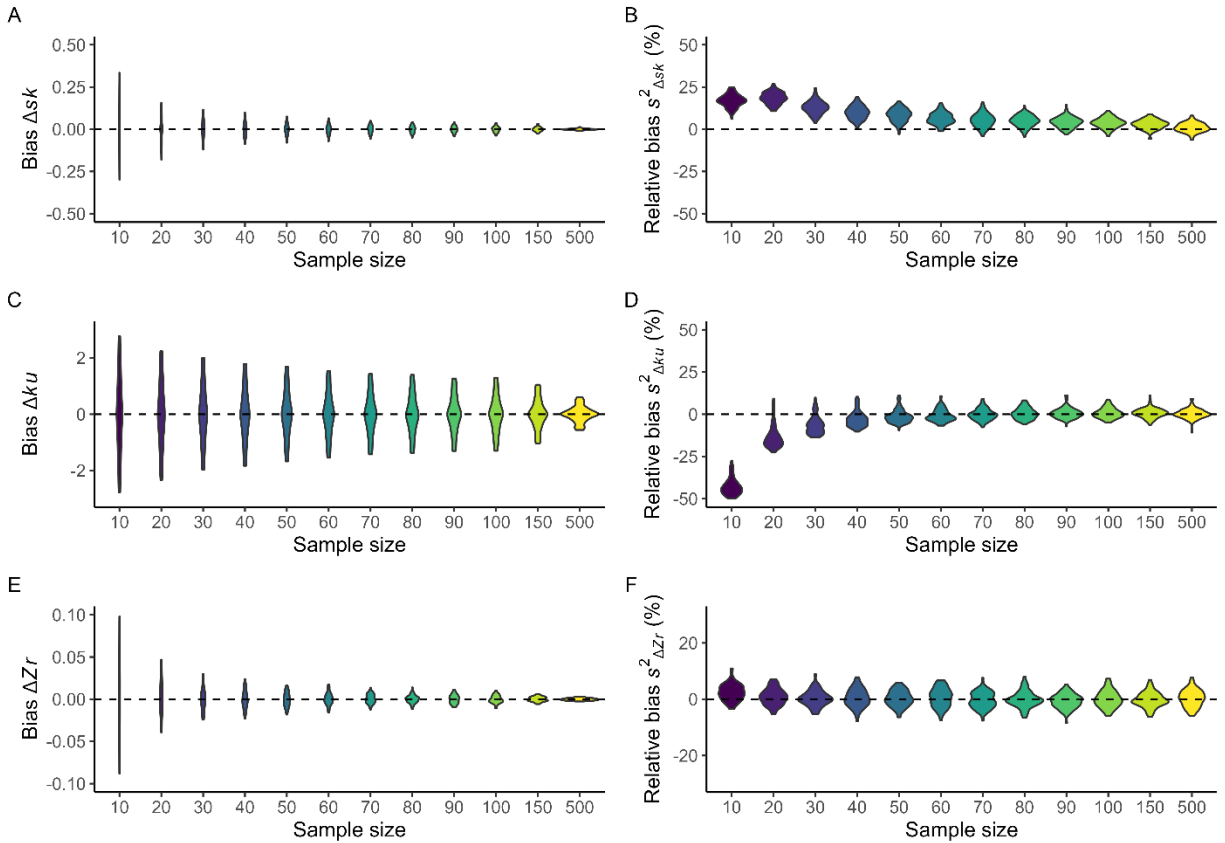 A
Bias Δsk
0.50
0.25
0.00
-0.25
-0.50
10 20 30 40 50 60 70 80 90 100 150 500
Sample size
B
Relative bias s²Δsk (%)
50
25
0
-25
-50
10 20 30 40 50 60 70 80 90 100 150 500
Sample size
C
Bias Δku
2
0
-2
10 20 30 40 50 60 70 80 90 100 150 500
Sample size
D
Relative bias s²Δku (%)
50
25
0
-25
-50
10 20 30 40 50 60 70 80 90 100 150 500
Sample size
E
Bias ΔZr
0.10
0.05
0.00
-0.05
-0.10
10 20 30 40 50 60 70 80 90 100 150 500
Sample size
F
Relative bias s²ΔZr (%)
20
0
-20
10 20 30 40 50 60 70 80 90 100 150 500
Sample size